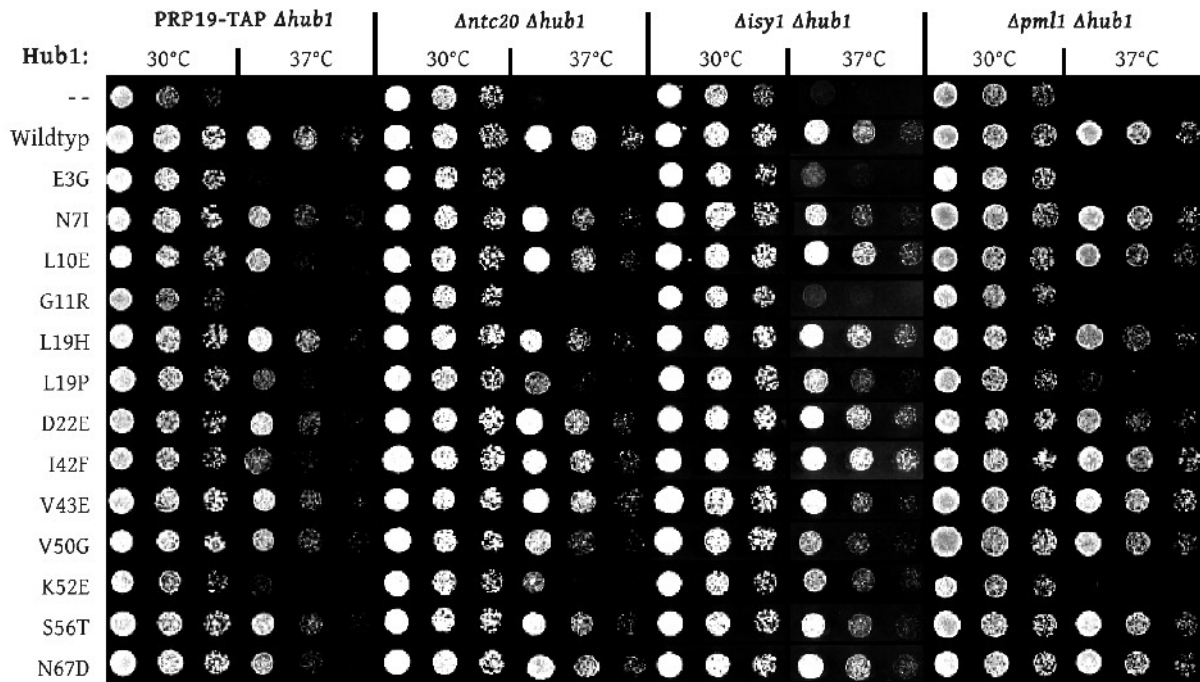 PRP19-TAP Δhub1 Δntc20 Δhub1 Δisy1 Δhub1 Δpml1 Δhub1
Hub1: 30°C 37°C 30°C 37°C 30°C 37°C 30°C 37°C
--
Wildtyp
E3G
N7I
L10E
G11R
L19H
L19P
D22E
I42F
V43E
V50G
K52E
S56T
N67D